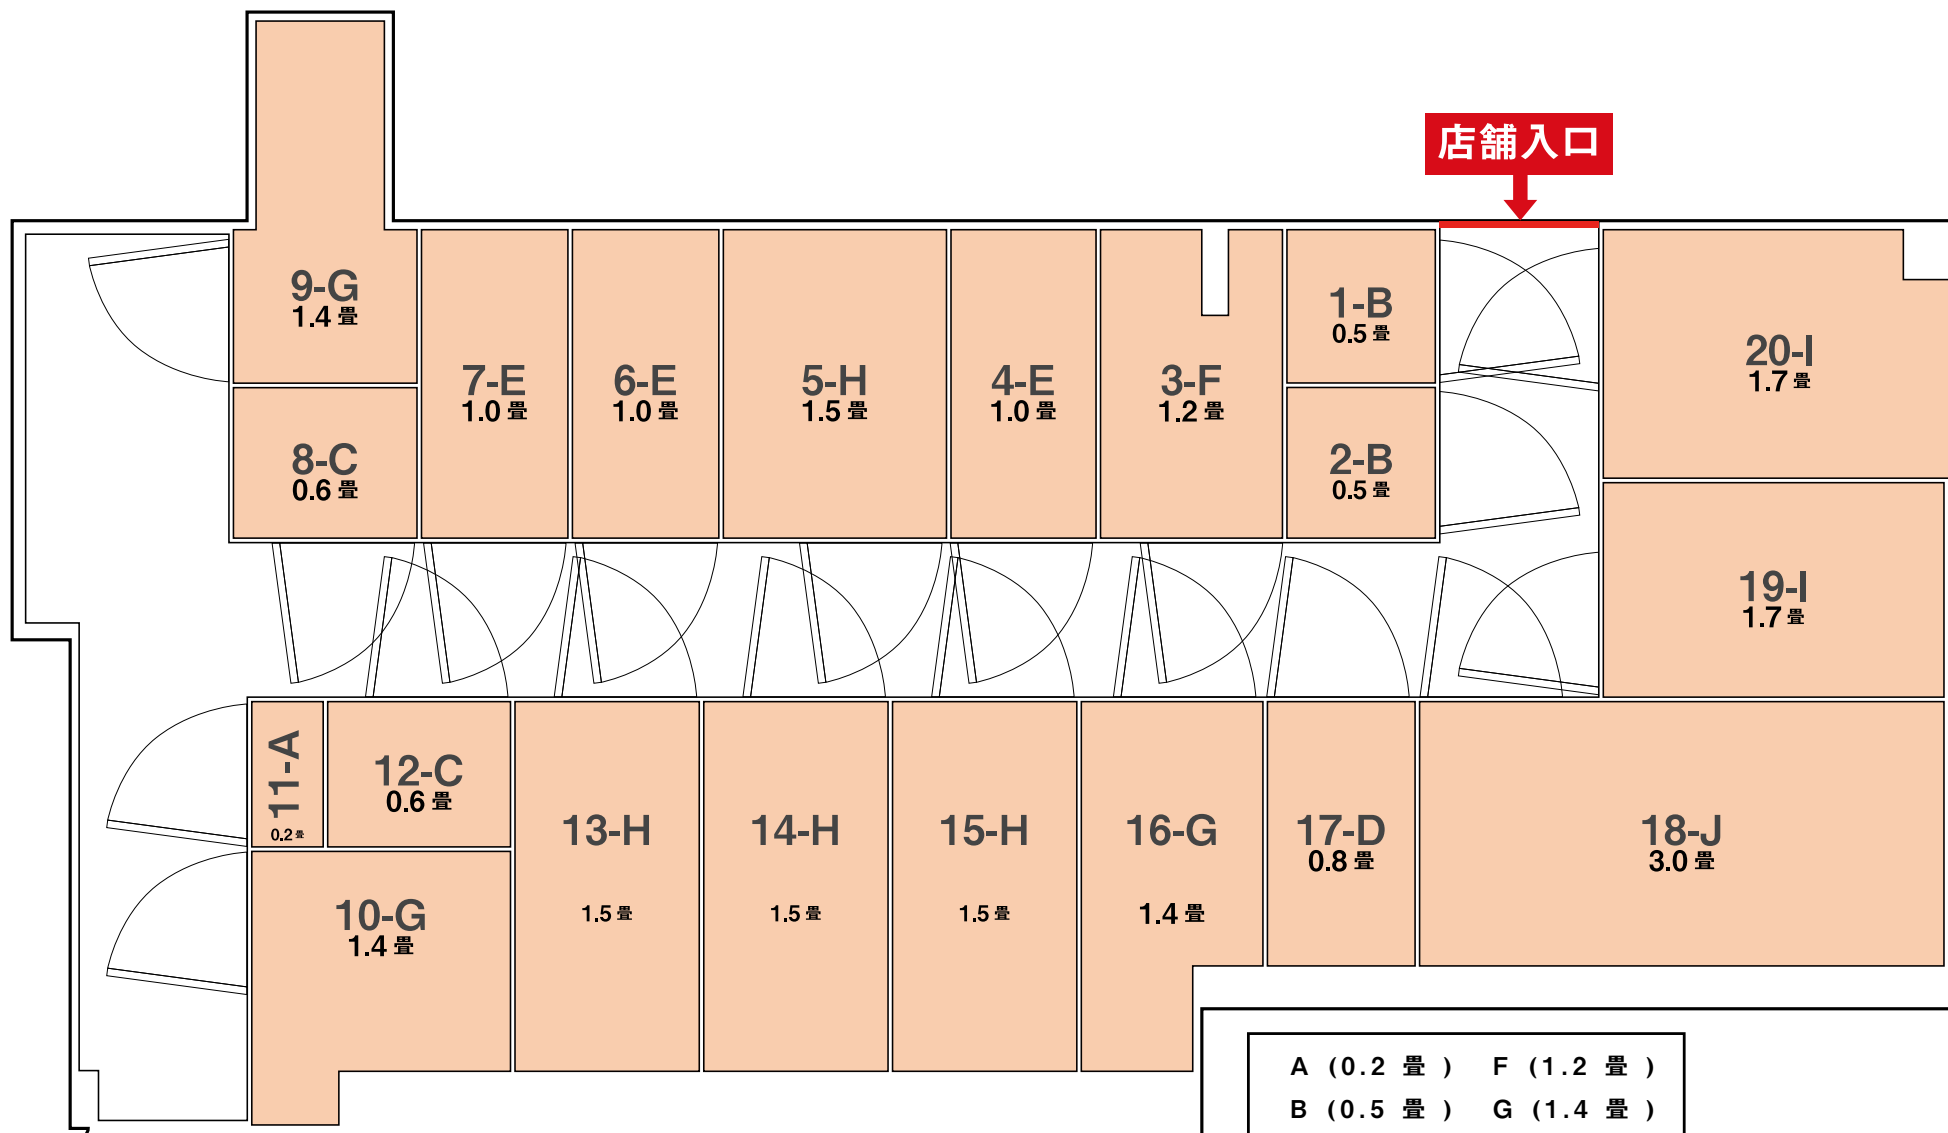 店舗入口
9-G
1.4 畳
7-E
1.0 畳
6-E
1.0 畳
5-H
1.5 畳
4-E
1.0 畳
3-F
1.2 畳
1-B
0.5 畳
20-I
1.7 畳
8-C
0.6 畳
2-B
0.5 畳
19-I
1.7 畳
11-A
0.2 畳
12-C
0.6 畳
13-H
1.5 畳
14-H
1.5 畳
15-H
1.5 畳
16-G
1.4 畳
17-D
0.8 畳
18-J
3.0 畳
10-G
1.4 畳
A (0.2 畳 ) F (1.2 畳 )
B (0.5 畳 ) G (1.4 畳 )